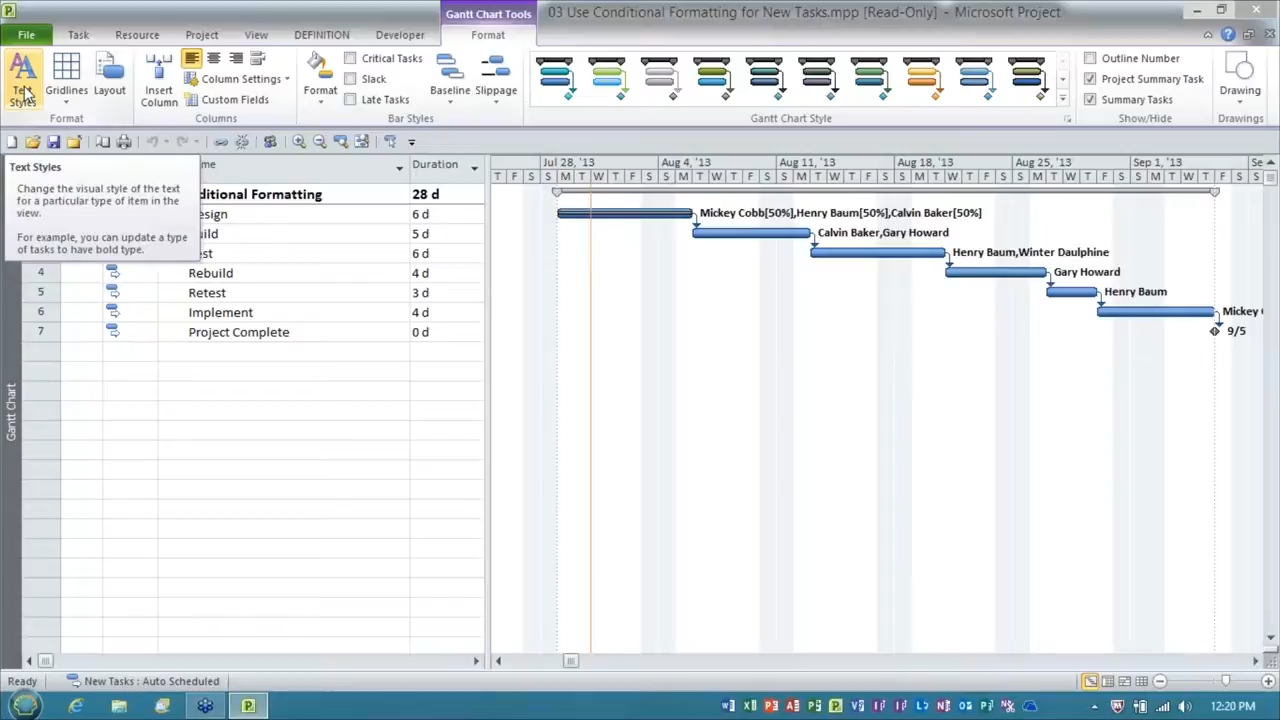 Gantt Chart Tools
03 Use Conditional Formatting for New Tasks.mpp [Read-Only] - Microsoft Project
File Task Resource Project View DEFINITION Developer Format
Text Styles
Gridlines
Layout
Format
Insert Column
Column Settings
Custom Fields
Columns
Format
Critical Tasks
Slack
Late Tasks
Baseline
Slippage
Bar Styles
Gantt Chart Style
Outline Number
Project Summary Task
Summary Tasks
Show/Hide
Drawing
Drawings
Text Styles
Change the visual style of the text
for a particular type of item in the
view.
For example, you can update a type
of tasks to have bold type.
Duration
ditional Formatting 28 d
6 d
5 d
6 d
4 Rebuild 4 d
5 Retest 3 d
6 Implement 4 d
7 Project Complete 0 d
Jul 28, '13 Aug 4, '13 Aug 11, '13 Aug 18, '13 Aug 25, '13 Sep 1, '13 Se
T F S S M T W T F S S M T W T F S S M T W T F S S M T W T F S S M T W T F S S M T W T
Mickey Cobb[50%],Henry Baum[50%],Calvin Baker[50%]
Calvin Baker,Gary Howard
Henry Baum,Winter Daulphine
Gary Howard
Henry Baum
Mickey
9/5
Gantt Chart
Ready New Tasks : Auto Scheduled
12:20 PM